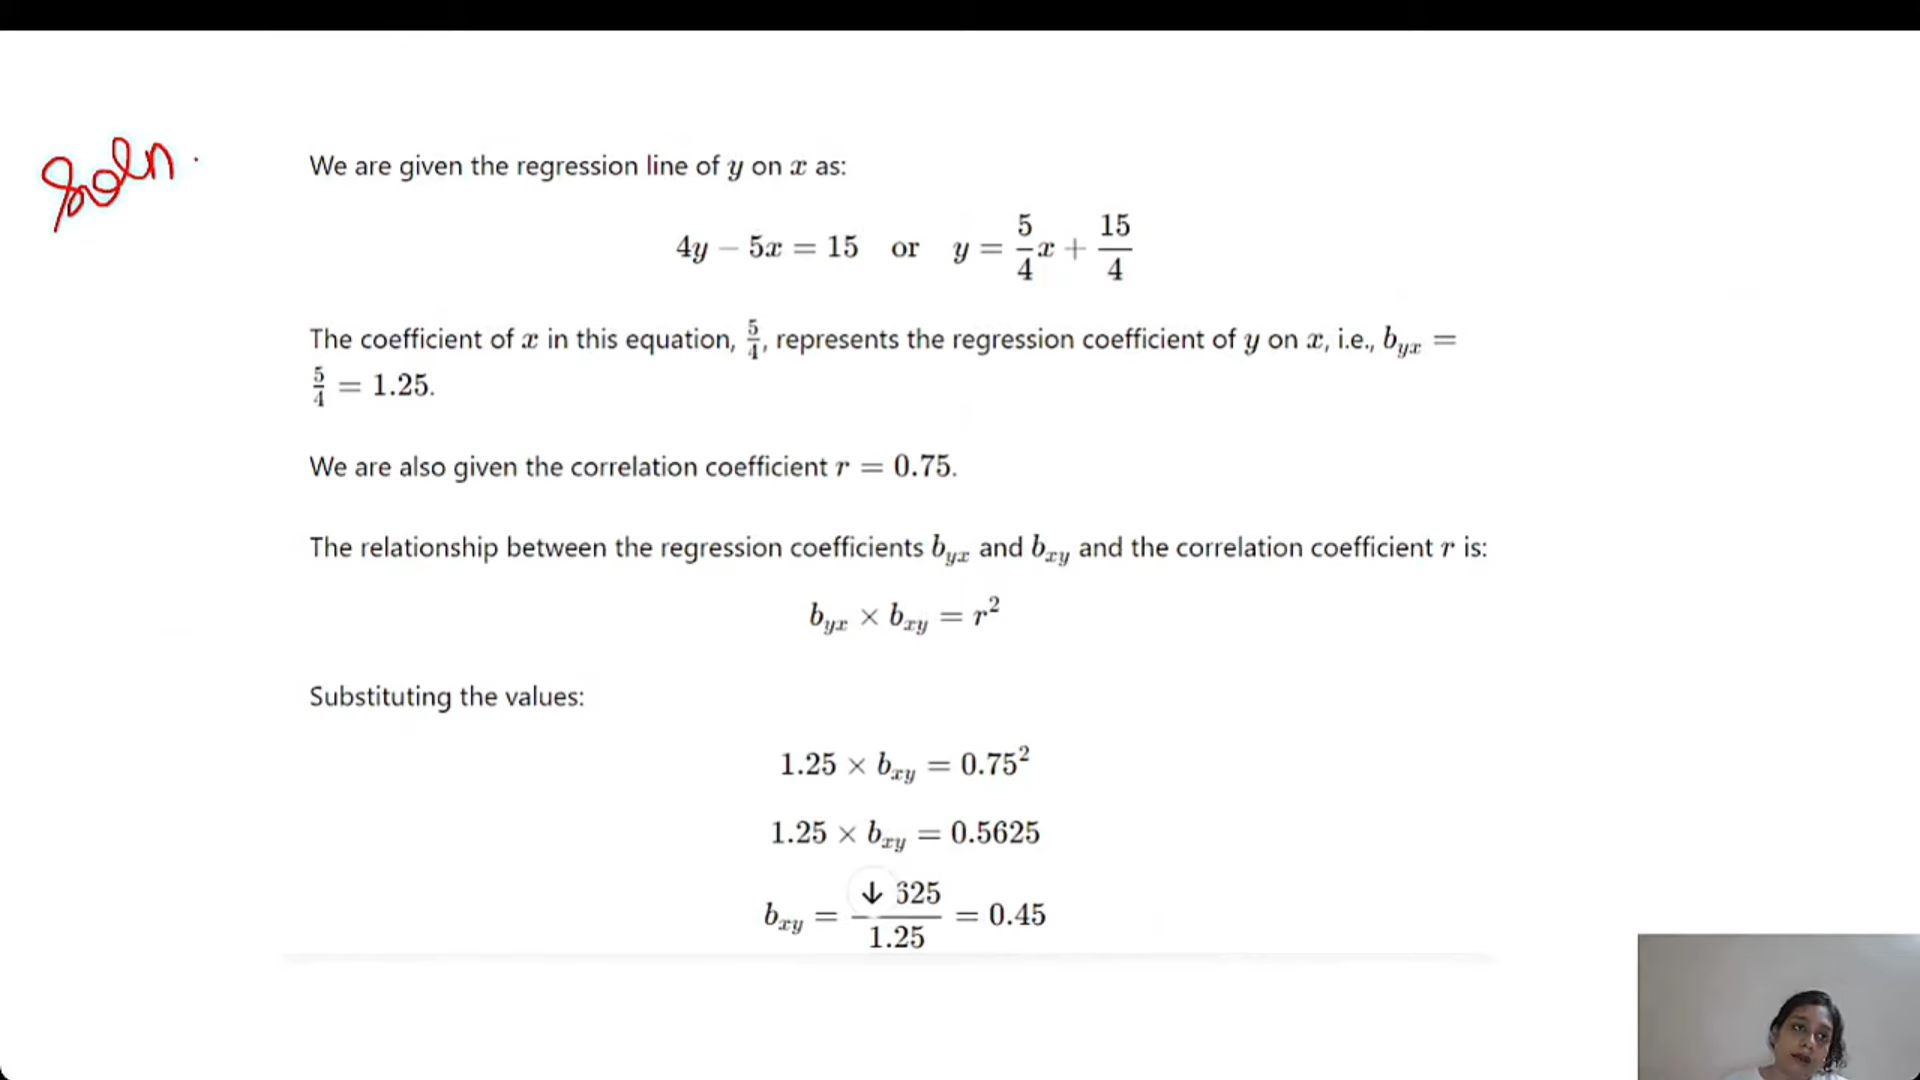 Soln.
We are given the regression line of y on x as:
4y − 5x = 15 or y = 5/4 x + 15/4
The coefficient of x in this equation, 5/4, represents the regression coefficient of y on x, i.e., b_yx =
5/4 = 1.25.
We are also given the correlation coefficient r = 0.75.
The relationship between the regression coefficients b_yx and b_xy and the correlation coefficient r is:
b_yx × b_xy = r²
Substituting the values:
1.25 × b_xy = 0.75²
1.25 × b_xy = 0.5625
b_xy = ↓ 625/1.25 = 0.45